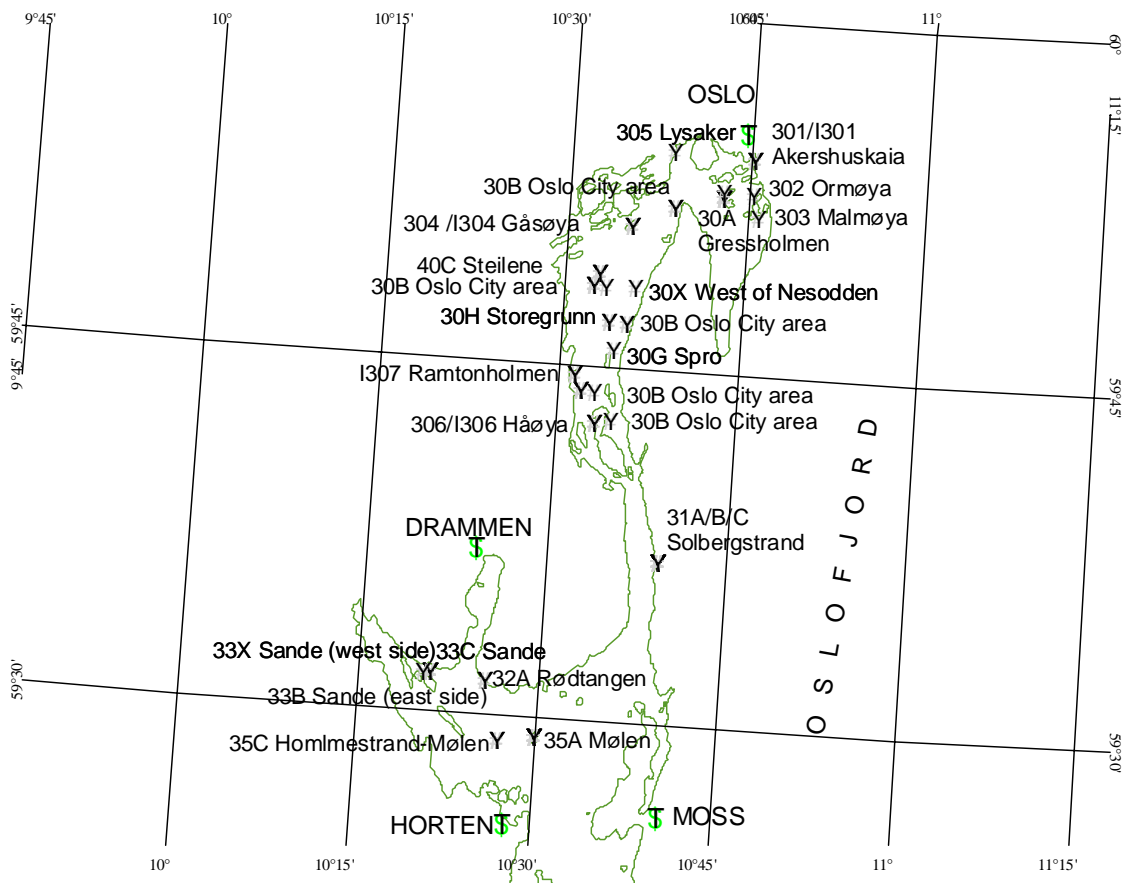 9°45'
10°
10°15'
10°30'
10°45'
11°
60°
11°15'
OSLO
305 Lysaker
301/I301
Akershuskaia
30B Oslo City area
302 Ormøya
304 /I304 Gåsøya
30A
Gressholmen
303 Malmøya
40C Steilene
30B Oslo City area
30X West of Nesodden
30H Storegrunn
30B Oslo City area
59°45'
9°45'
30G Spro
I307 Ramtonholmen
30B Oslo City area
59°45'
306/I306 Håøya
30B Oslo City area
OSLOFJORD
31A/B/C
Solbergstrand
DRAMMEN
33X Sande (west side)
33C Sande
59°30'
32A Rødtangen
33B Sande (east side)
35C Homlmestrand-Mølen
35A Mølen
59°30'
HORTEN
MOSS
10°
10°15'
10°30'
10°45'
11°
11°15'